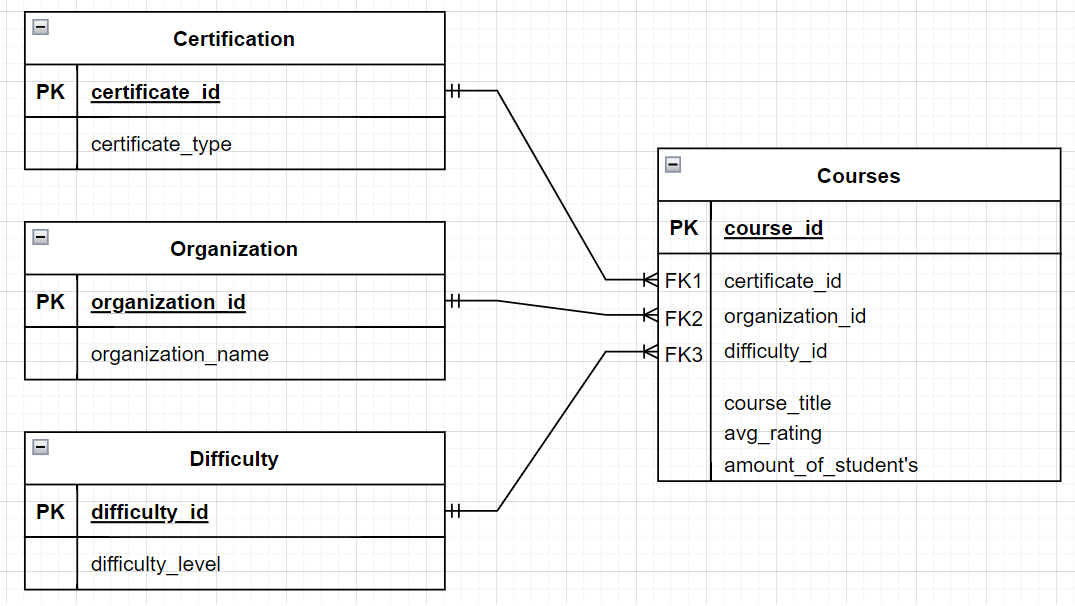 Certification
PK certificate_id
certificate_type
Organization
PK organization_id
organization_name
Difficulty
PK difficulty_id
difficulty_level
Courses
PK course_id
FK1 certificate_id
FK2 organization_id
FK3 difficulty_id
course_title
avg_rating
amount_of_student's